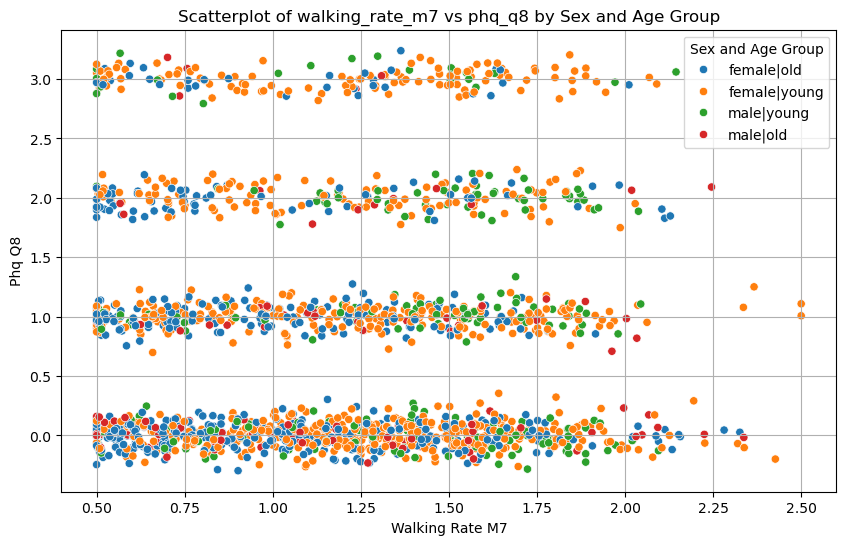 Scatterplot of walking_rate_m7 vs phq_q8 by Sex and Age Group
Sex and Age Group
female|old
female|young
male|young
male|old
Phq Q8
3.0
2.5
2.0
1.5
1.0
0.5
0.0
0.50 0.75 1.00 1.25 1.50 1.75 2.00 2.25 2.50
Walking Rate M7